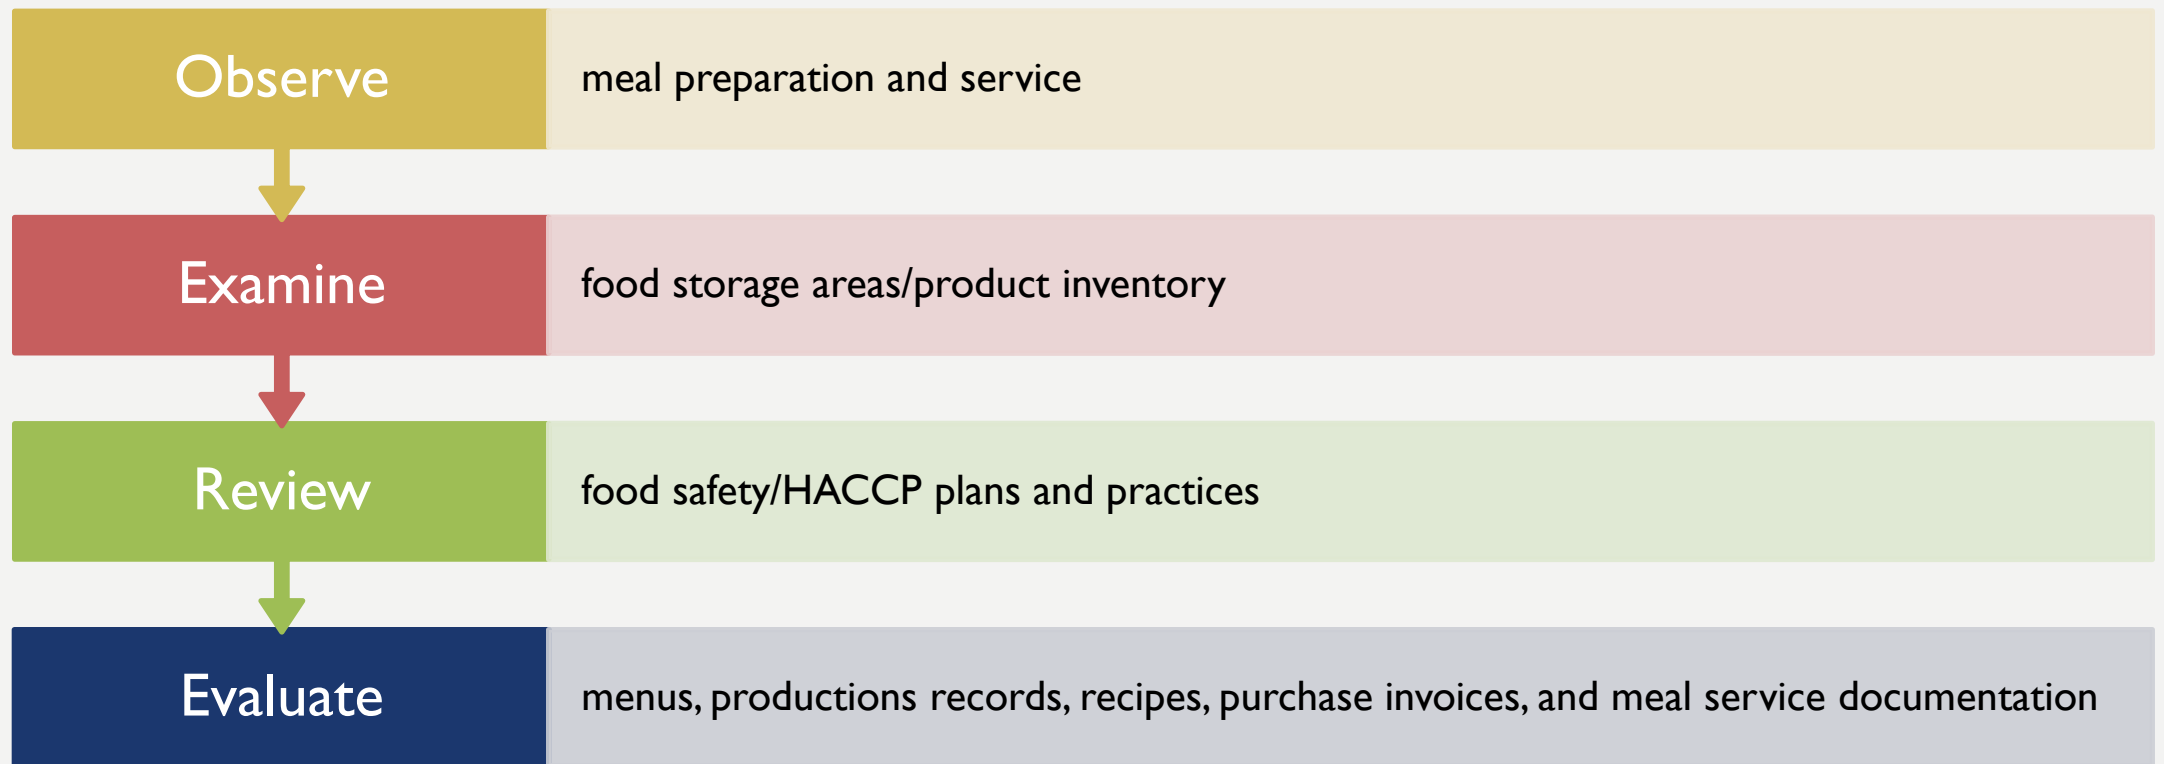 Observe
meal preparation and service
Examine
food storage areas/product inventory
Review
food safety/HACCP plans and practices
Evaluate
menus, productions records, recipes, purchase invoices, and meal service documentation